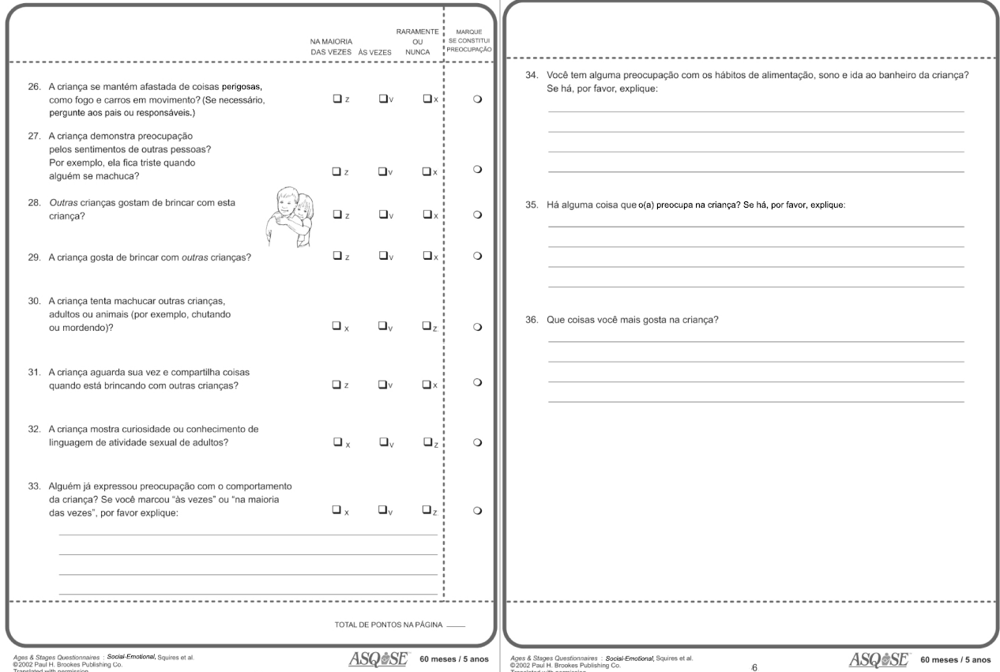 NA MAIORIA
DAS VEZES
ÀS VEZES
RARAMENTE
OU
NUNCA
MARQUE
SE CONSTITUI
PREOCUPAÇÃO
26. A criança se mantém afastada de coisas perigosas,
como fogo e carros em movimento? (Se necessário,
pergunte aos pais ou responsáveis.)
z v x
27. A criança demonstra preocupação
pelos sentimentos de outras pessoas?
Por exemplo, ela fica triste quando
alguém se machuca?
z v x
28. Outras crianças gostam de brincar com esta
criança?
z v x
29. A criança gosta de brincar com outras crianças?
z v x
30. A criança tenta machucar outras crianças,
adultos ou animais (por exemplo, chutando
ou mordendo)?
x v z
31. A criança aguarda sua vez e compartilha coisas
quando está brincando com outras crianças?
z v x
32. A criança mostra curiosidade ou conhecimento de
linguagem de atividade sexual de adultos?
x v z
33. Alguém já expressou preocupação com o comportamento
da criança? Se você marcou “às vezes” ou “na maioria
das vezes”, por favor explique:
x v z
TOTAL DE PONTOS NA PÁGINA
Ages & Stages Questionnaires : Social-Emotional, Squires et al.
©2002 Paul H. Brookes Publishing Co.
Translated with permission
ASQ SE 60 meses / 5 anos
34. Você tem alguma preocupação com os hábitos de alimentação, sono e ida ao banheiro da criança?
Se há, por favor, explique:
35. Há alguma coisa que o(a) preocupa na criança? Se há, por favor, explique:
36. Que coisas você mais gosta na criança?
Ages & Stages Questionnaires : Social-Emotional, Squires et al.
©2002 Paul H. Brookes Publishing Co.
Translated with permission
6
ASQ SE 60 meses / 5 anos